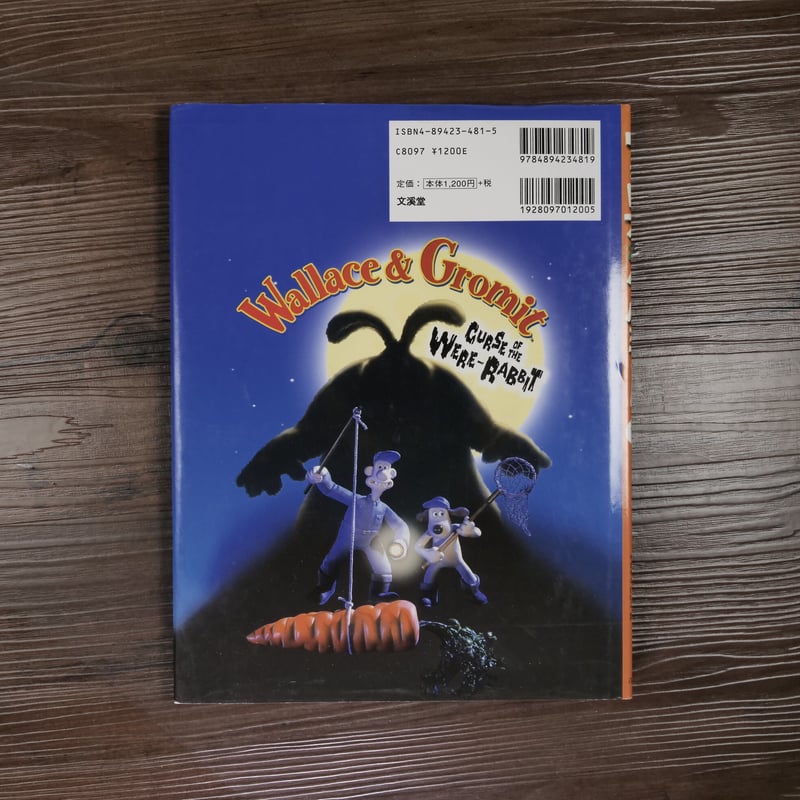 ISBN4-89423-481-5
C8097 ¥1200E
9784894234819
定価：本体1,200円+税
文溪堂
1928097012005
Wallace & Gromit
CURSE OF
THE
WERE-RABBIT